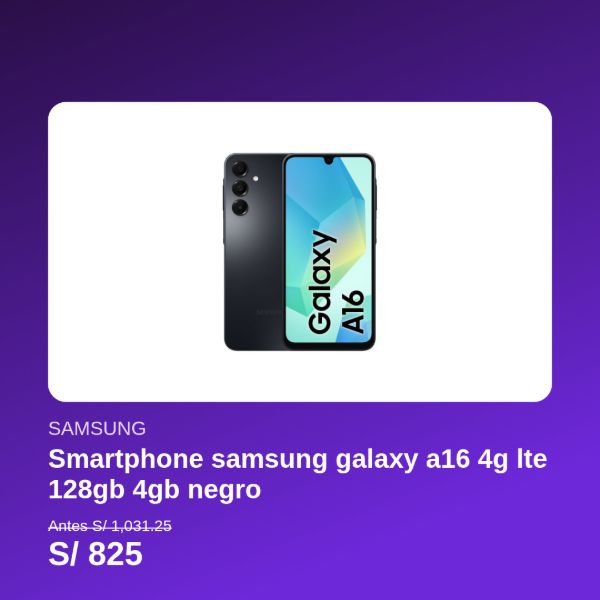 Galaxy
A16
SAMSUNG
Smartphone samsung galaxy a16 4g lte
128gb 4gb negro
Antes S/ 1,031.25
S/ 825